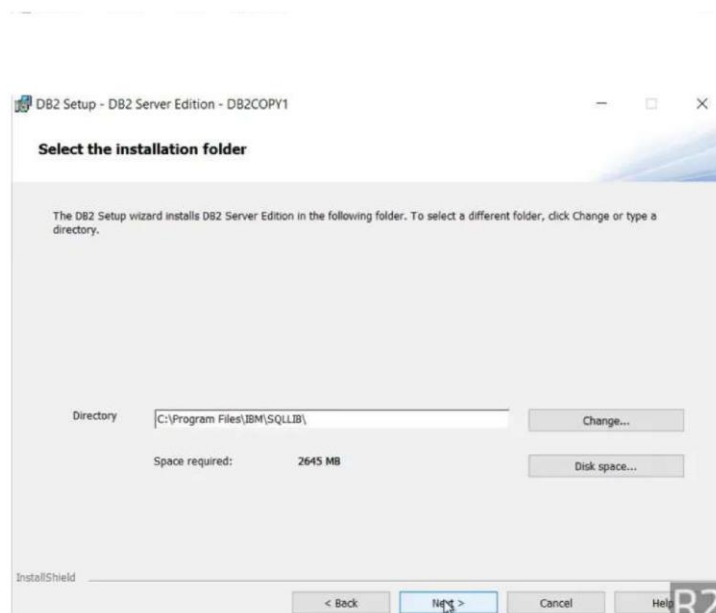 DB2 Setup - DB2 Server Edition - DB2COPY1
Select the installation folder
The DB2 Setup wizard installs DB2 Server Edition in the following folder. To select a different folder, click Change or type a
directory.
Directory
C:\Program Files\IBM\SQLLIB\
Change...
Space required:
2645 MB
Disk space...
InstallShield
< Back
Next >
Cancel
Help